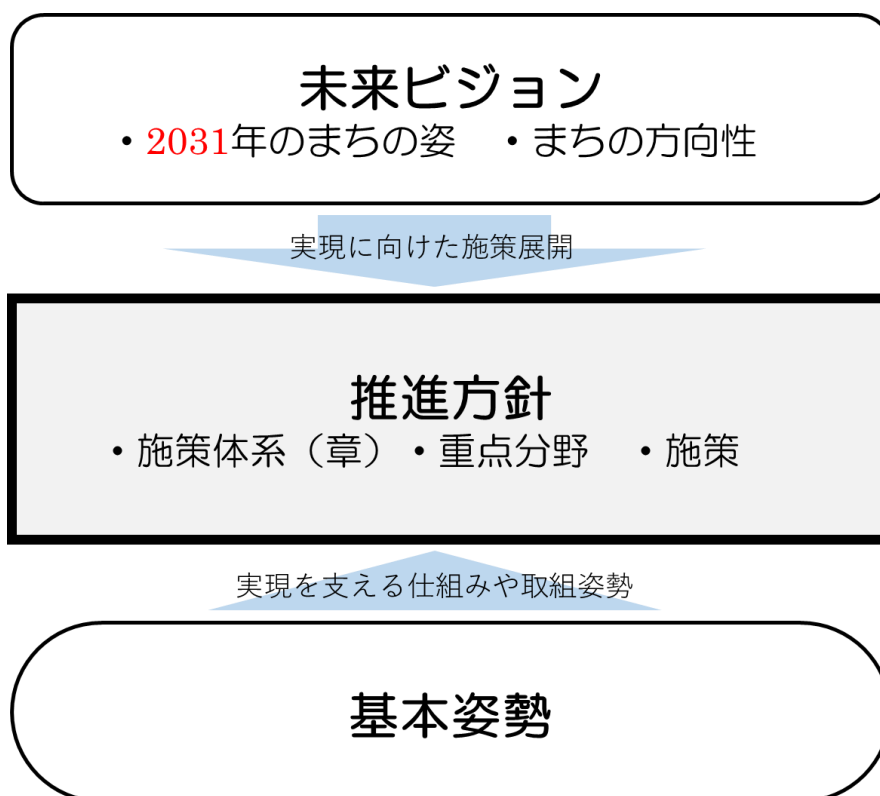 未来ビジョン
・2031年のまちの姿　・まちの方向性
実現に向けた施策展開
推進方針
・施策体系（章）・重点分野　・施策
実現を支える仕組みや取組姿勢
基本姿勢